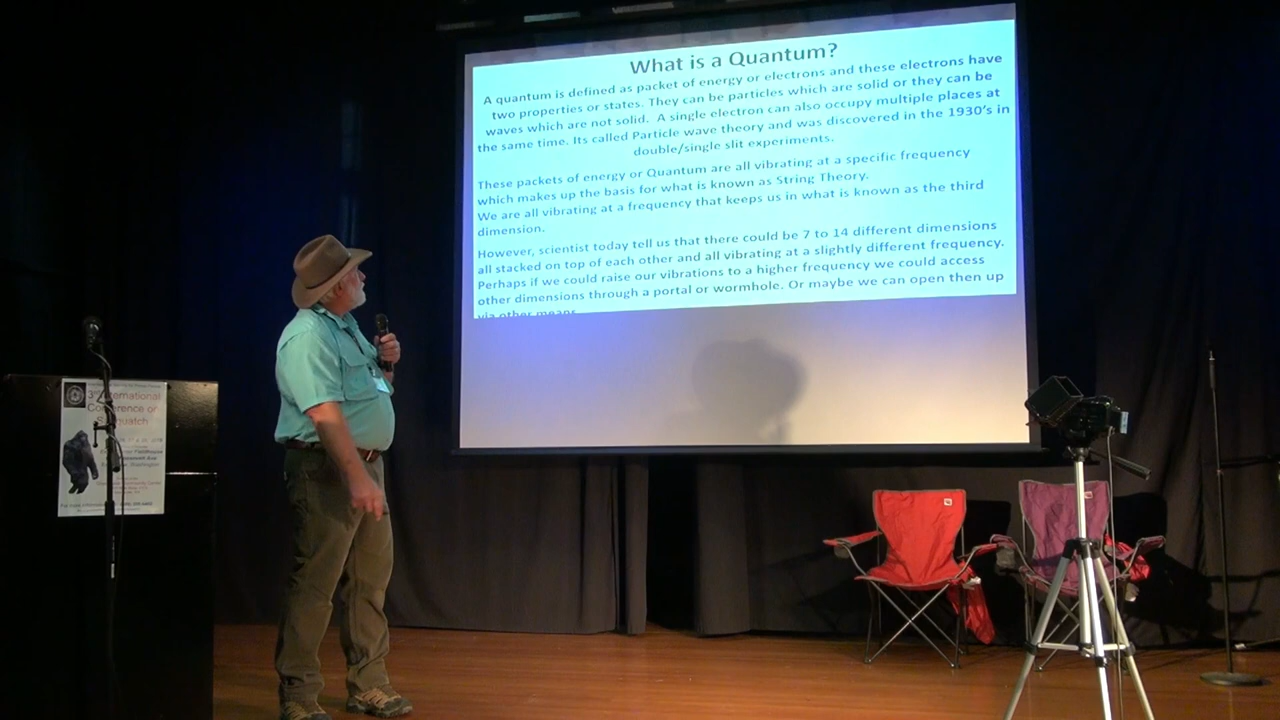 What is a Quantum?
A quantum is defined as packet of energy or electrons and these electrons have
two properties or states. They can be particles which are solid or they can be
waves which are not solid. A single electron can also occupy multiple places at
the same time. Its called Particle wave theory and was discovered in the 1930's in
double/single slit experiments.
These packets of energy or Quantum are all vibrating at a specific frequency
which makes up the basis for what is known as String Theory.
We are all vibrating at a frequency that keeps us in what is known as the third
dimension.
However, scientist today tell us that there could be 7 to 14 different dimensions
all stacked on top of each other and all vibrating at a slightly different frequency.
Perhaps if we could raise our vibrations to a higher frequency we could access
other dimensions through a portal or wormhole. Or maybe we can open then up
via other means
3rd International
Conference on